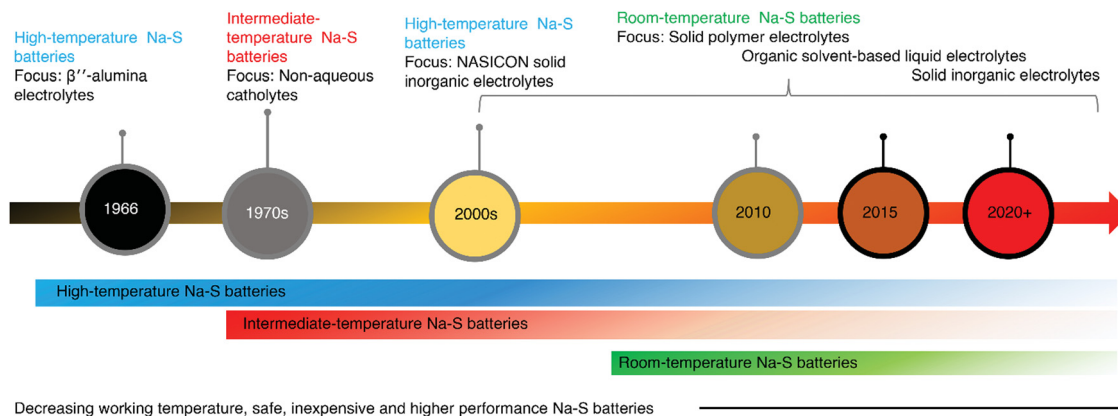 High-temperature Na-S
batteries
Focus: β′′-alumina
electrolytes
Intermediate-
temperature Na-S
batteries
Focus: Non-aqueous
catholytes
High-temperature Na-S
batteries
Focus: NASICON solid
inorganic electrolytes
Room-temperature Na-S batteries
Focus: Solid polymer electolytes
Organic solvent-based liquid electrolytes
Solid inorganic electrolytes
1966
1970s
2000s
2010
2015
2020+
High-temperature Na-S batteries
Intermediate-temperature Na-S batteries
Room-temperature Na-S batteries
Decreasing working temperature, safe, inexpensive and higher performance Na-S batteries